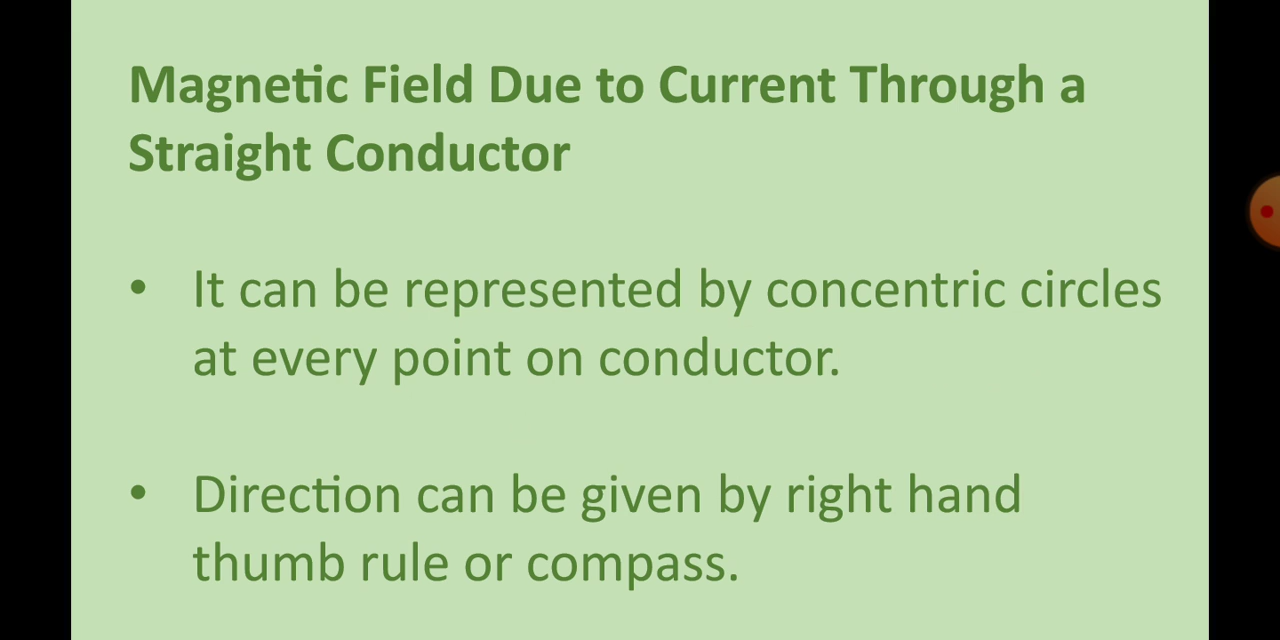 Magnetic Field Due to Current Through a
Straight Conductor
• It can be represented by concentric circles
at every point on conductor.
• Direction can be given by right hand
thumb rule or compass.